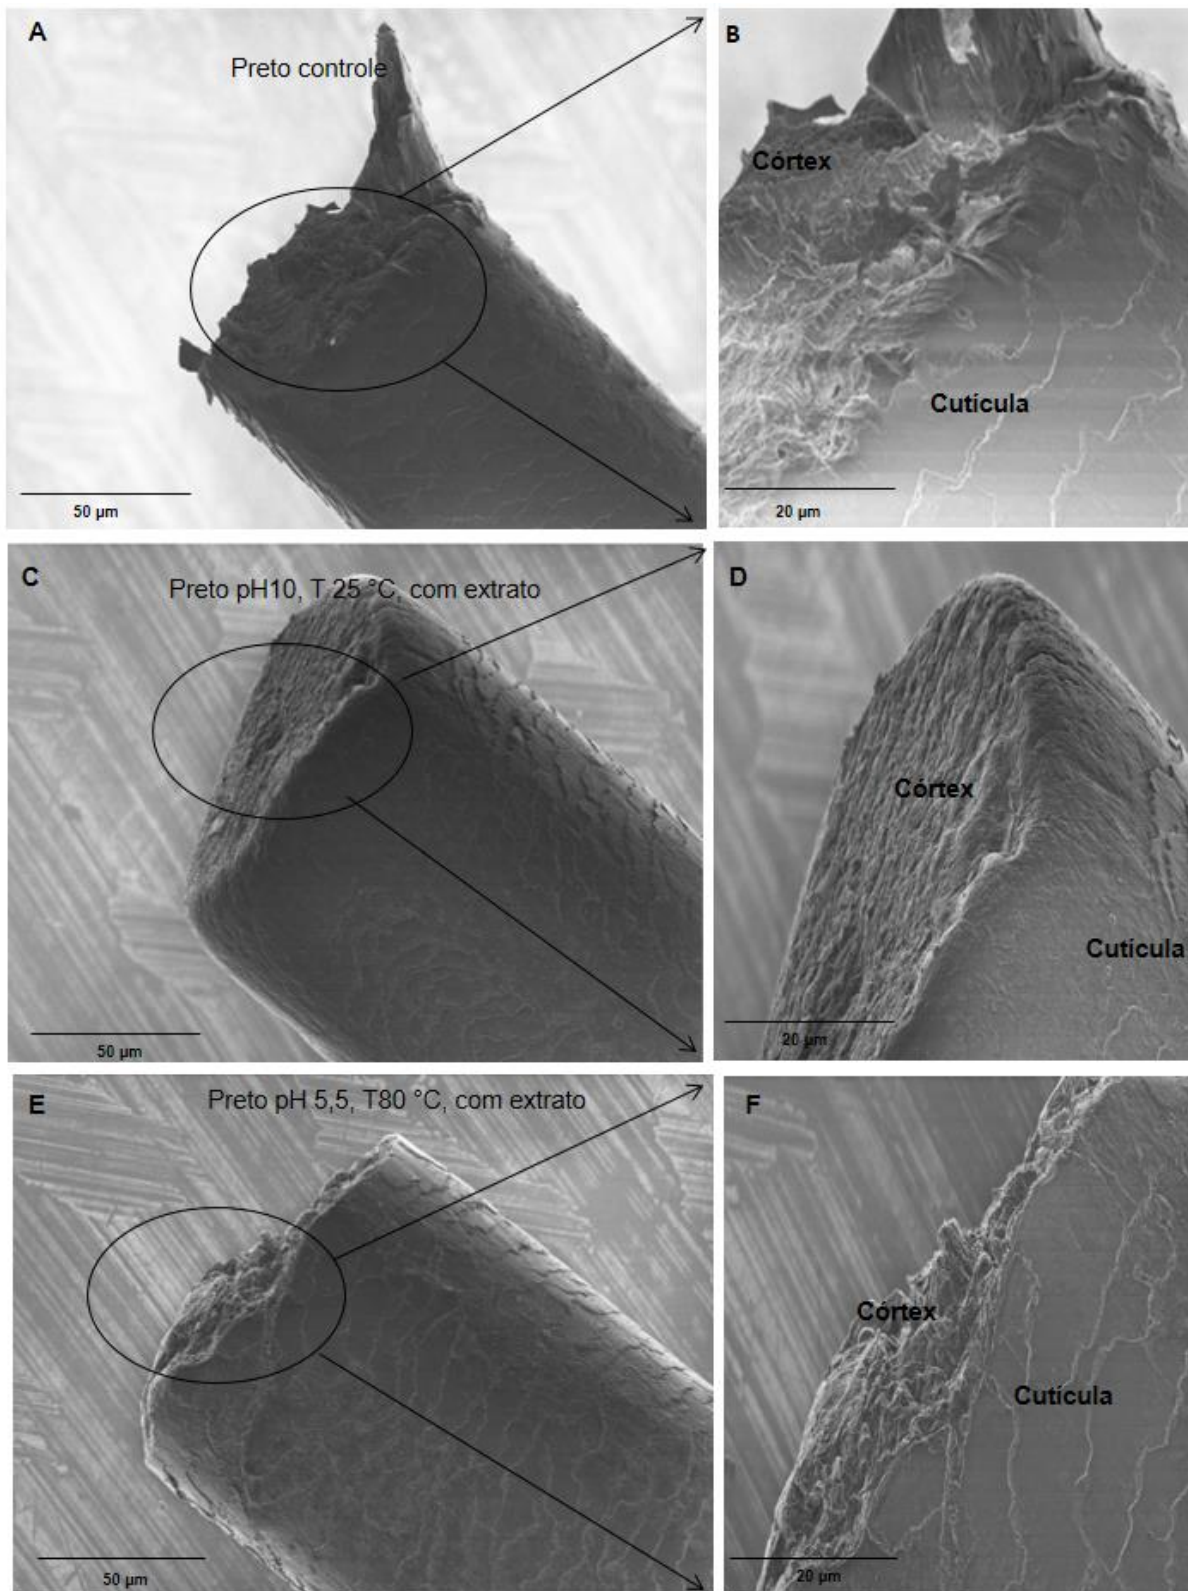 A
Preto controle
50 µm
B
Córtex
Cutícula
20 µm
C
Preto pH10, T 25 °C, com extrato
50 µm
D
Córtex
Cutícula
20 µm
E
Preto pH 5,5, T80 °C, com extrato
50 µm
F
Córtex
Cutícula
20 µm